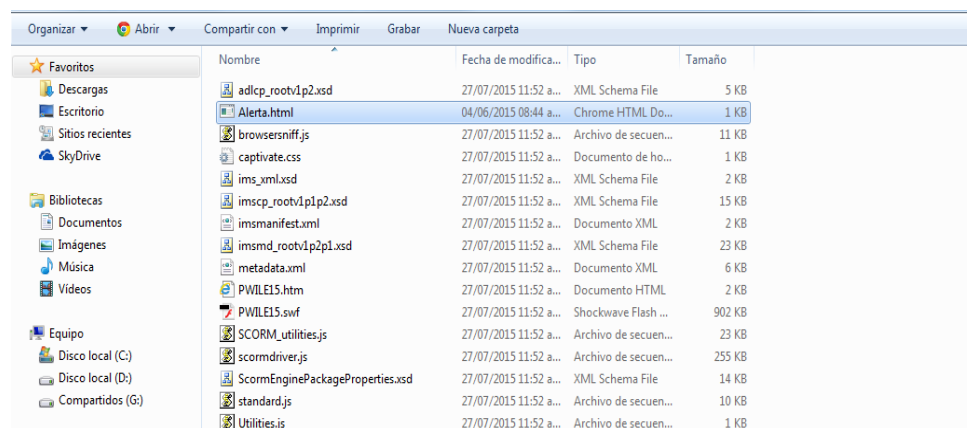 Organizar Abrir Compartir con Imprimir Grabar Nueva carpeta
Favoritos
Descargas
Escritorio
Sitios recientes
SkyDrive
Bibliotecas
Documentos
Imágenes
Música
Vídeos
Equipo
Disco local (C:)
Disco local (D:)
Compartidos (G:)
Nombre Fecha de modifica... Tipo Tamaño
adlcp_rootv1p2.xsd 27/07/2015 11:52 a... XML Schema File 5 KB
Alerta.html 04/06/2015 08:44 a... Chrome HTML Do... 1 KB
browsersniff.js 27/07/2015 11:52 a... Archivo de secuen... 11 KB
captivate.css 27/07/2015 11:52 a... Documento de ho... 1 KB
ims_xml.xsd 27/07/2015 11:52 a... XML Schema File 2 KB
imscp_rootv1p1p2.xsd 27/07/2015 11:52 a... XML Schema File 15 KB
imsmanifest.xml 27/07/2015 11:52 a... Documento XML 2 KB
imsmd_rootv1p2p1.xsd 27/07/2015 11:52 a... XML Schema File 23 KB
metadata.xml 27/07/2015 11:52 a... Documento XML 6 KB
PWILE15.htm 27/07/2015 11:52 a... Documento HTML 2 KB
PWILE15.swf 27/07/2015 11:52 a... Shockwave Flash ... 902 KB
SCORM_utilities.js 27/07/2015 11:52 a... Archivo de secuen... 23 KB
scormdriver.js 27/07/2015 11:52 a... Archivo de secuen... 255 KB
ScormEnginePackageProperties.xsd 27/07/2015 11:52 a... XML Schema File 14 KB
standard.js 27/07/2015 11:52 a... Archivo de secuen... 10 KB
Utilities.js 27/07/2015 11:52 a... Archivo de secuen... 1 KB